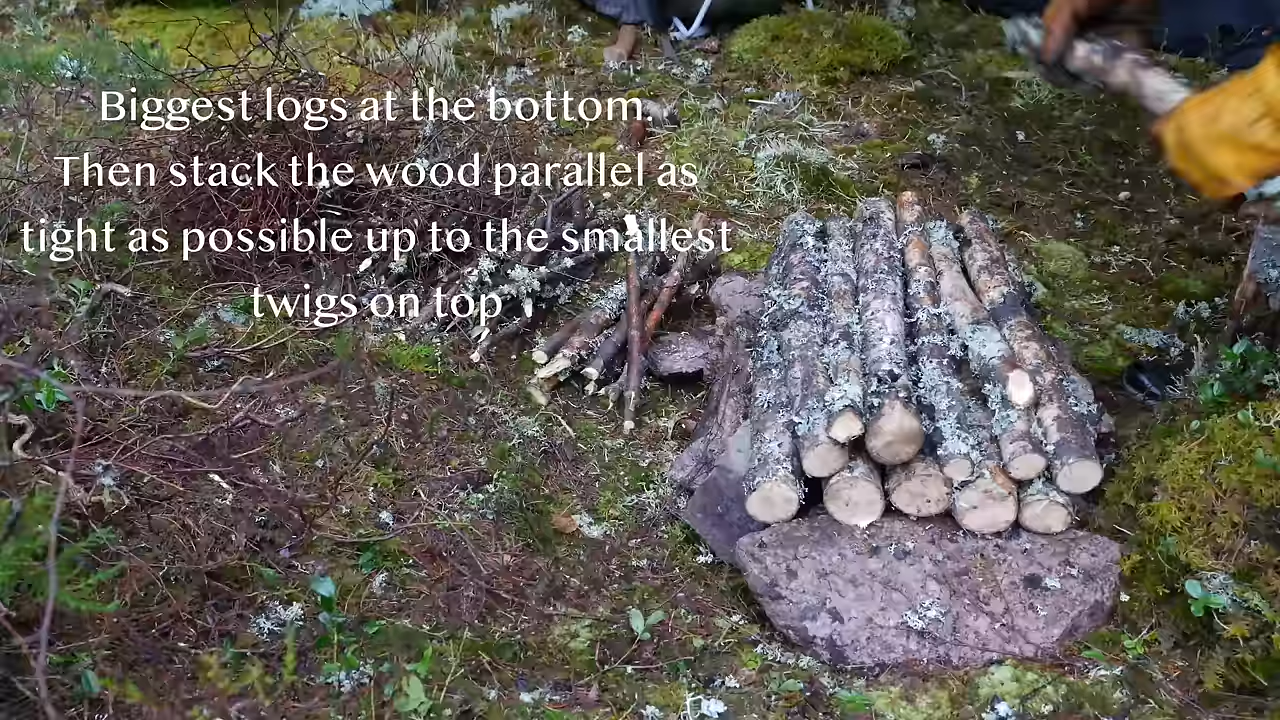 Biggest logs at the bottom.
Then stack the wood parallel as
tight as possible up to the smallest
twigs on top